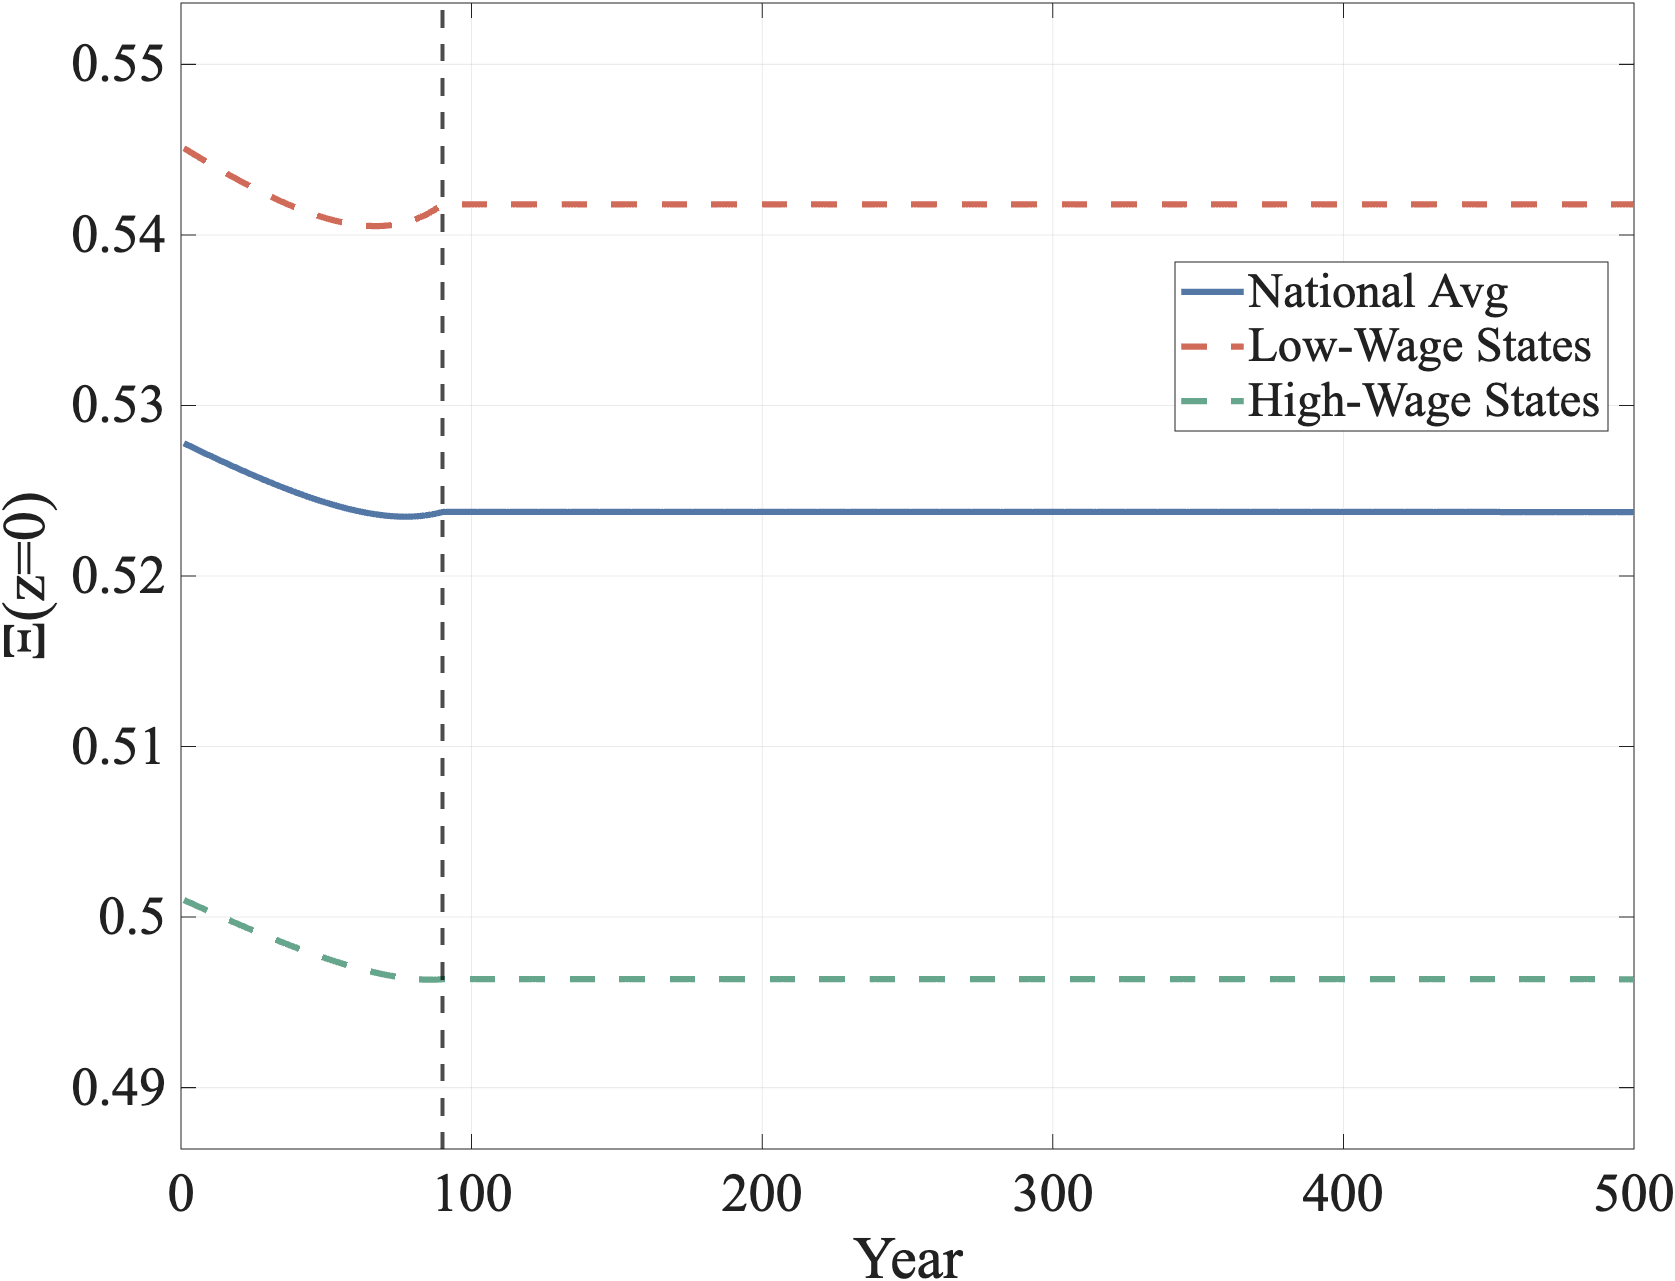 0.55
0.54
0.53
0.52
0.51
0.5
0.49
Ξ(z=0)
National Avg
Low-Wage States
High-Wage States
0 100 200 300 400 500
Year